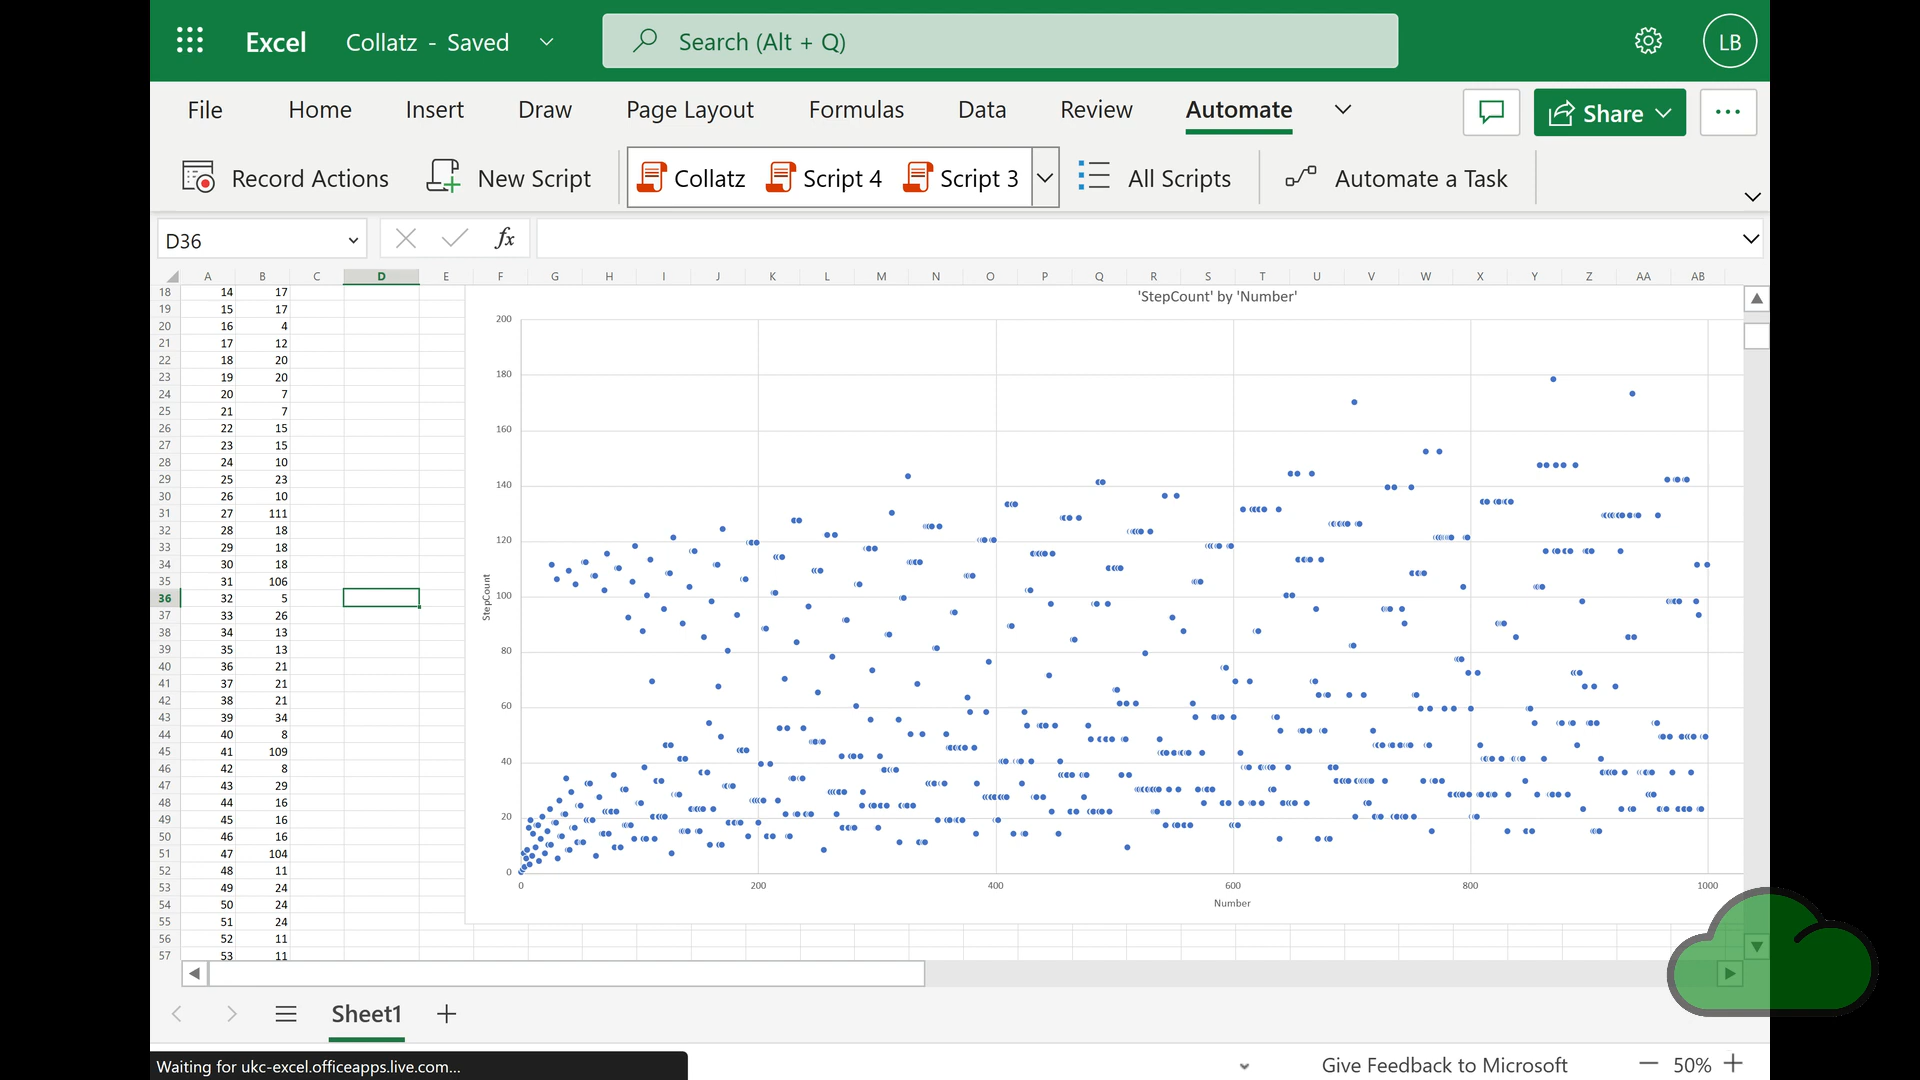 Excel
Collatz - Saved
Search (Alt + Q)
LB
File Home Insert Draw Page Layout Formulas Data Review Automate
Share
Record Actions New Script Collatz Script 4 Script 3 All Scripts Automate a Task
D36 fx
A B C D E F G H I J K L M N O P Q R S T U V W X Y Z AA AB
'StepCount' by 'Number'
18 14 17
19 15 17
20 16 4
21 17 12
22 18 20
23 19 20
24 20 7
25 21 7
26 22 15
27 23 15
28 24 10
29 25 23
30 26 10
31 27 111
32 28 18
33 29 18
34 30 18
35 31 106
36 32 5
37 33 26
38 34 13
39 35 13
40 36 21
41 37 21
42 38 21
43 39 34
44 40 8
45 41 109
46 42 8
47 43 29
48 44 16
49 45 16
50 46 16
51 47 104
52 48 11
53 49 24
54 50 24
55 51 24
56 52 11
57 53 11
200
180
160
140
120
100
80
60
40
20
0
StepCount
0 200 400 600 800 1000
Number
Sheet1
Waiting for ukc-excel.officeapps.live.com...
Give Feedback to Microsoft
50%